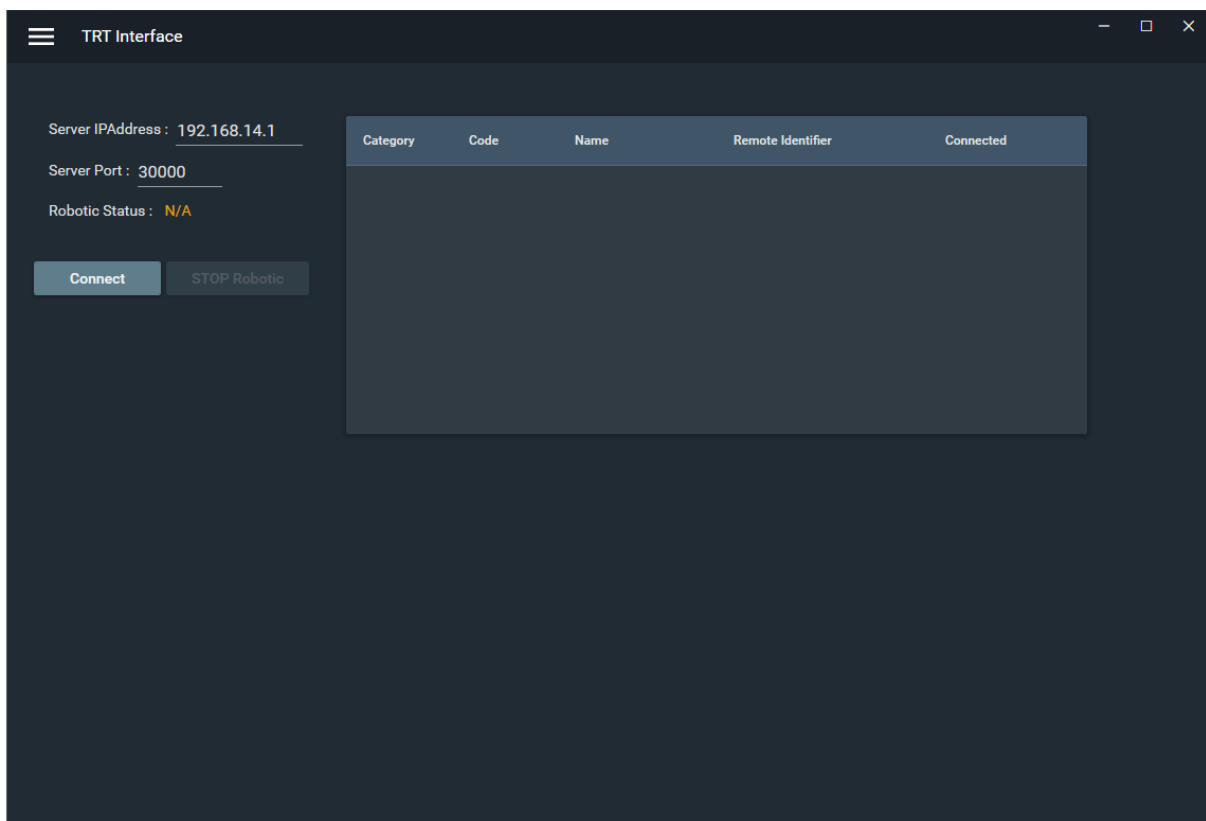 TRT Interface
Server IPAddress : 192.168.14.1
Server Port : 30000
Robotic Status : N/A
Connect STOP Robotic
Category Code Name Remote Identifier Connected